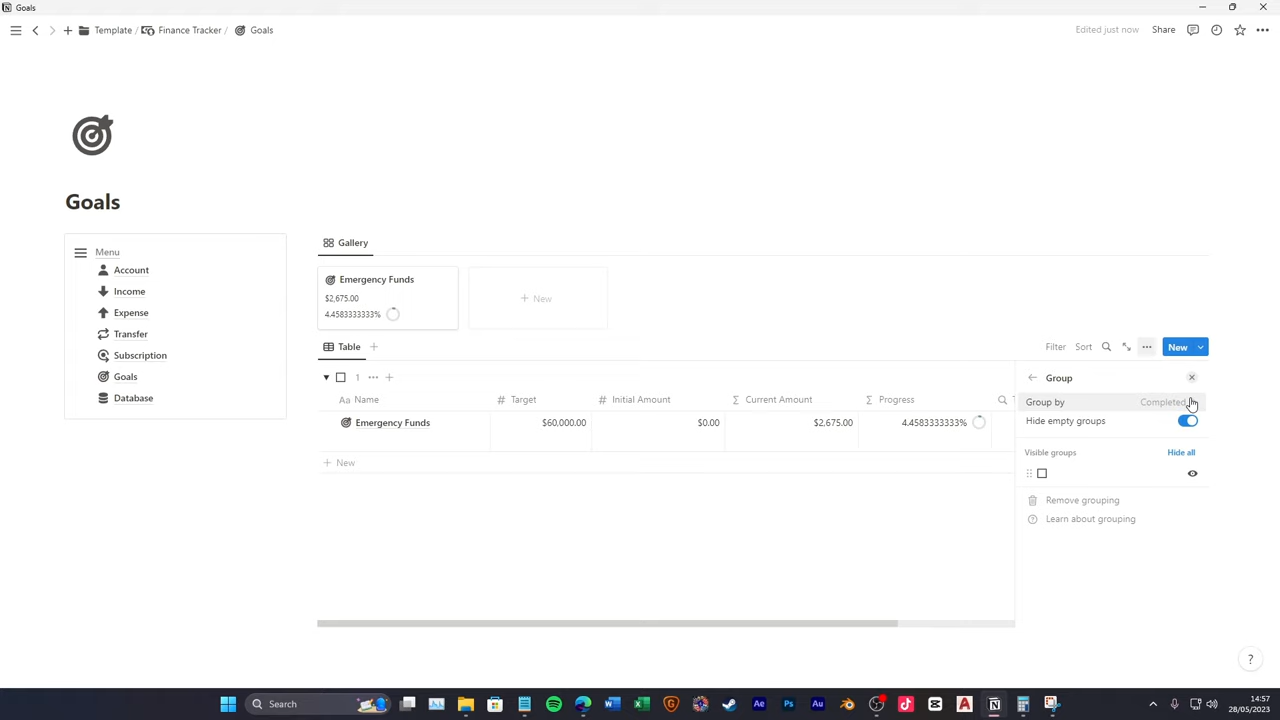 Goals
Template / Finance Tracker / Goals
Edited just now Share
Goals
Menu
Account
Income
Expense
Transfer
Subscription
Goals
Database
Gallery
Emergency Funds
$2,675.00
4.4583333333%
+ New
Table
Filter Sort New
1
Aa Name # Target # Initial Amount Σ Current Amount Σ Progress
Emergency Funds $60,000.00 $0.00 $2,675.00 4.4583333333%
+ New
Group
Group by Completed
Hide empty groups
Visible groups Hide all
Remove grouping
Learn about grouping
?
Search
14:57
28/05/2023